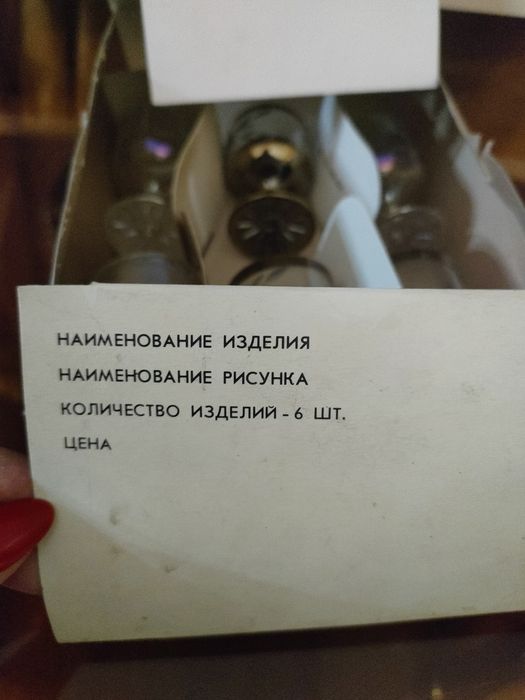 НАИМЕНОВАНИЕ ИЗДЕЛИЯ
НАИМЕНОВАНИЕ РИСУНКА
КОЛИЧЕСТВО ИЗДЕЛИЙ - 6 ШТ.
ЦЕНА